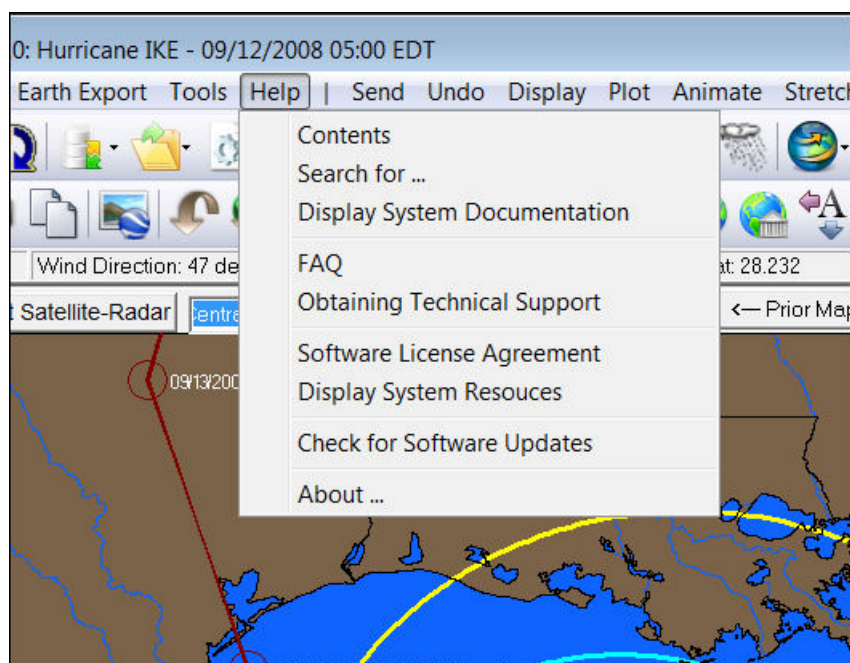 0: Hurricane IKE - 09/12/2008 05:00 EDT
Earth Export Tools Help | Send Undo Display Plot Animate Stretch
Contents
Search for ...
Display System Documentation
Wind Direction: 47 de
FAQ
at: 28.232
Obtaining Technical Support
Satellite-Radar
Centre
<— Prior Map
Software License Agreement
09/13/200
Display System Resouces
Check for Software Updates
About ...